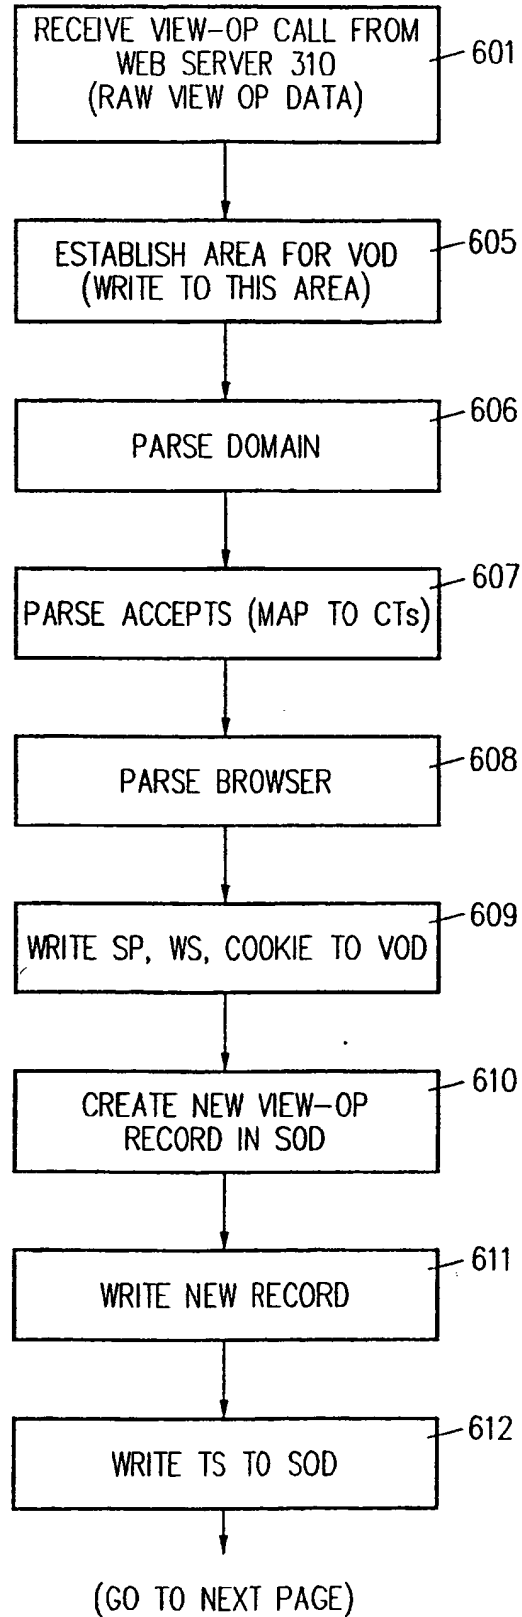 RECEIVE VIEW-OP CALL FROM
WEB SERVER 310
(RAW VIEW OP DATA)
601
ESTABLISH AREA FOR VOD
(WRITE TO THIS AREA)
605
PARSE DOMAIN
606
PARSE ACCEPTS (MAP TO CTs)
607
PARSE BROWSER
608
WRITE SP, WS, COOKIE TO VOD
609
CREATE NEW VIEW-OP
RECORD IN SOD
610
WRITE NEW RECORD
611
WRITE TS TO SOD
612
(GO TO NEXT PAGE)